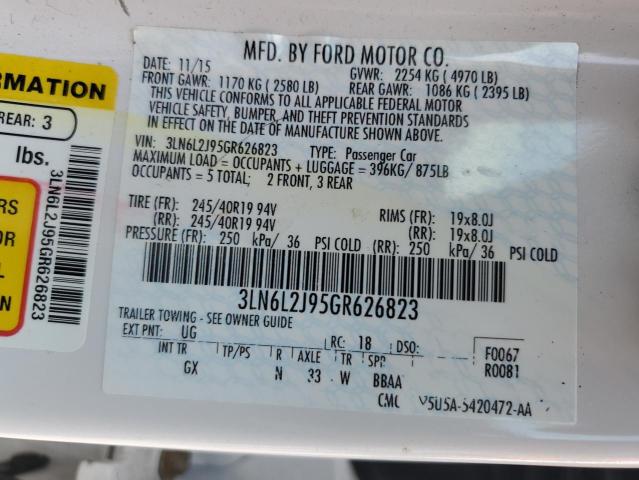 MFD. BY FORD MOTOR CO.
DATE: 11/15 GVWR: 2254 KG ( 4970 LB)
FRONT GAWR: 1170 KG ( 2580 LB) REAR GAWR: 1086 KG ( 2395 LB)
THIS VEHICLE CONFORMS TO ALL APPLICABLE FEDERAL MOTOR
VEHICLE SAFETY, BUMPER, AND THEFT PREVENTION STANDARDS
IN EFFECT ON THE DATE OF MANUFACTURE SHOWN ABOVE.
VIN: 3LN6L2J95GR626823 TYPE: Passenger Car
MAXIMUM LOAD = OCCUPANTS + LUGGAGE = 396KG/ 875LB
OCCUPANTS = 5 TOTAL; 2 FRONT, 3 REAR
TIRE (FR): 245/40R19 94V RIMS (FR): 19x8.0J
(RR): 245/40R19 94V (RR): 19x8.0J
PRESSURE (FR): 250 kPa/ 36 PSI COLD (RR): 250 kPa/ 36 PSI COLD
3LN6L2J95GR626823
TRAILER TOWING - SEE OWNER GUIDE
EXT PNT: UG RC: 18 DSO: F0067
INT TR TP/PS R AXLE TR SPR R0081
GX N 33 W BBAA
CMC V5U5A-5420472-AA
RMATION
REAR: 3
lbs.
RS
OR
L
N
3LN6L2J95GR626823